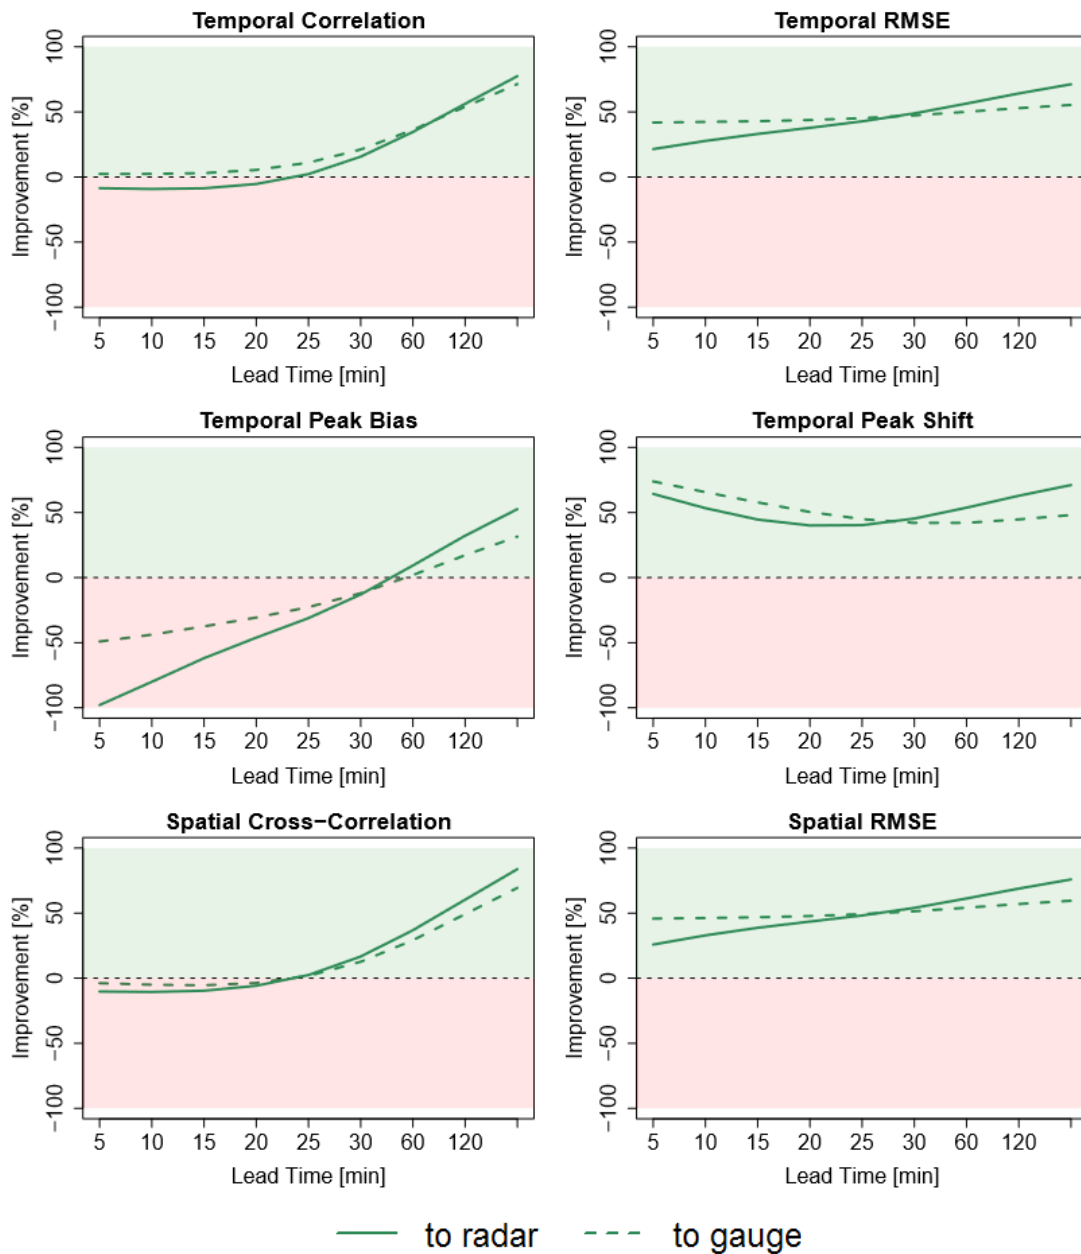 Temporal Correlation
Improvement [%]
100
50
0
−50
−100
5 10 15 20 25 30 60 120
Lead Time [min]
Temporal RMSE
Improvement [%]
100
50
0
−50
−100
5 10 15 20 25 30 60 120
Lead Time [min]
Temporal Peak Bias
Improvement [%]
100
50
0
−50
−100
5 10 15 20 25 30 60 120
Lead Time [min]
Temporal Peak Shift
Improvement [%]
100
50
0
−50
−100
5 10 15 20 25 30 60 120
Lead Time [min]
Spatial Cross−Correlation
Improvement [%]
100
50
0
−50
−100
5 10 15 20 25 30 60 120
Lead Time [min]
Spatial RMSE
Improvement [%]
100
50
0
−50
−100
5 10 15 20 25 30 60 120
Lead Time [min]
to radar to gauge